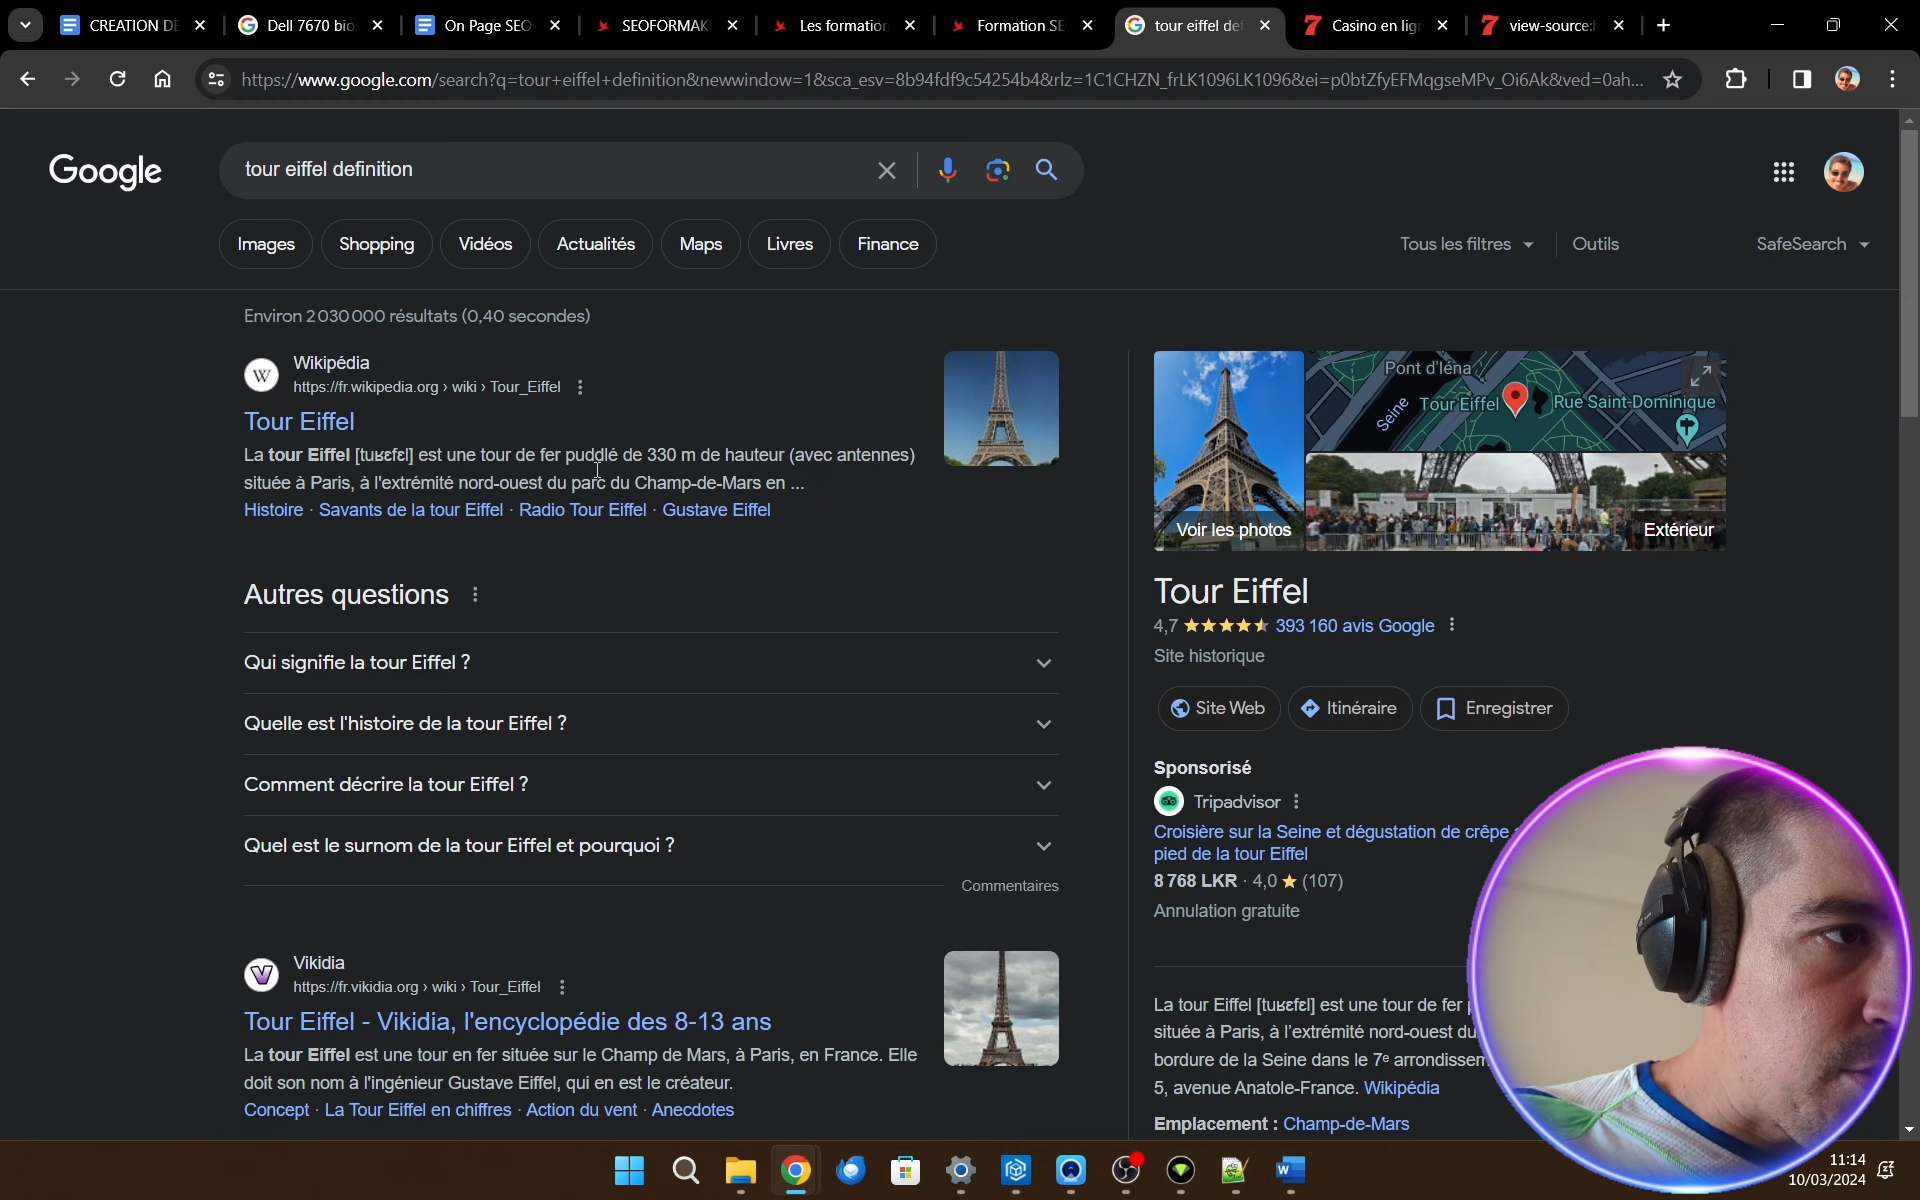 CREATION DE
Dell 7670 bio
On Page SEO
SEOFORMAK
Les formation
Formation SE
tour eiffel def
Casino en lig
view-source:
https://www.google.com/search?q=tour+eiffel+definition&newwindow=1&sca_esv=8b94fdf9c54254b4&rlz=1C1CHZN_frLK1096LK1096&ei=p0btZfyEFMqgseMPv_Oi6Ak&ved=0ah...
Google
tour eiffel definition
Images
Shopping
Vidéos
Actualités
Maps
Livres
Finance
Tous les filtres
Outils
SafeSearch
Environ 2 030 000 résultats (0,40 secondes)
W
Wikipédia
https://fr.wikipedia.org › wiki › Tour_Eiffel
Tour Eiffel
La tour Eiffel [tuʁɛfɛl] est une tour de fer puddlé de 330 m de hauteur (avec antennes)
située à Paris, à l'extrémité nord-ouest du parc du Champ-de-Mars en ...
Histoire · Savants de la tour Eiffel · Radio Tour Eiffel · Gustave Eiffel
Autres questions
Qui signifie la tour Eiffel ?
Quelle est l'histoire de la tour Eiffel ?
Comment décrire la tour Eiffel ?
Quel est le surnom de la tour Eiffel et pourquoi ?
Commentaires
Vikidia
https://fr.vikidia.org › wiki › Tour_Eiffel
Tour Eiffel - Vikidia, l'encyclopédie des 8-13 ans
La tour Eiffel est une tour en fer située sur le Champ de Mars, à Paris, en France. Elle
doit son nom à l'ingénieur Gustave Eiffel, qui en est le créateur.
Concept · La Tour Eiffel en chiffres · Action du vent · Anecdotes
Pont d'Iéna
Seine
Tour Eiffel
Rue Saint-Dominique
Voir les photos
Extérieur
Tour Eiffel
4,7
393 160 avis Google
Site historique
Site Web
Itinéraire
Enregistrer
Sponsorisé
Tripadvisor
Croisière sur la Seine et dégustation de crêpe
pied de la tour Eiffel
8 768 LKR · 4,0 ★ (107)
Annulation gratuite
La tour Eiffel [tuʁɛfɛl] est une tour de fer
située à Paris, à l'extrémité nord-ouest du
bordure de la Seine dans le 7ᵉ arrondissem
5, avenue Anatole-France. Wikipédia
Emplacement : Champ-de-Mars
11:14
10/03/2024